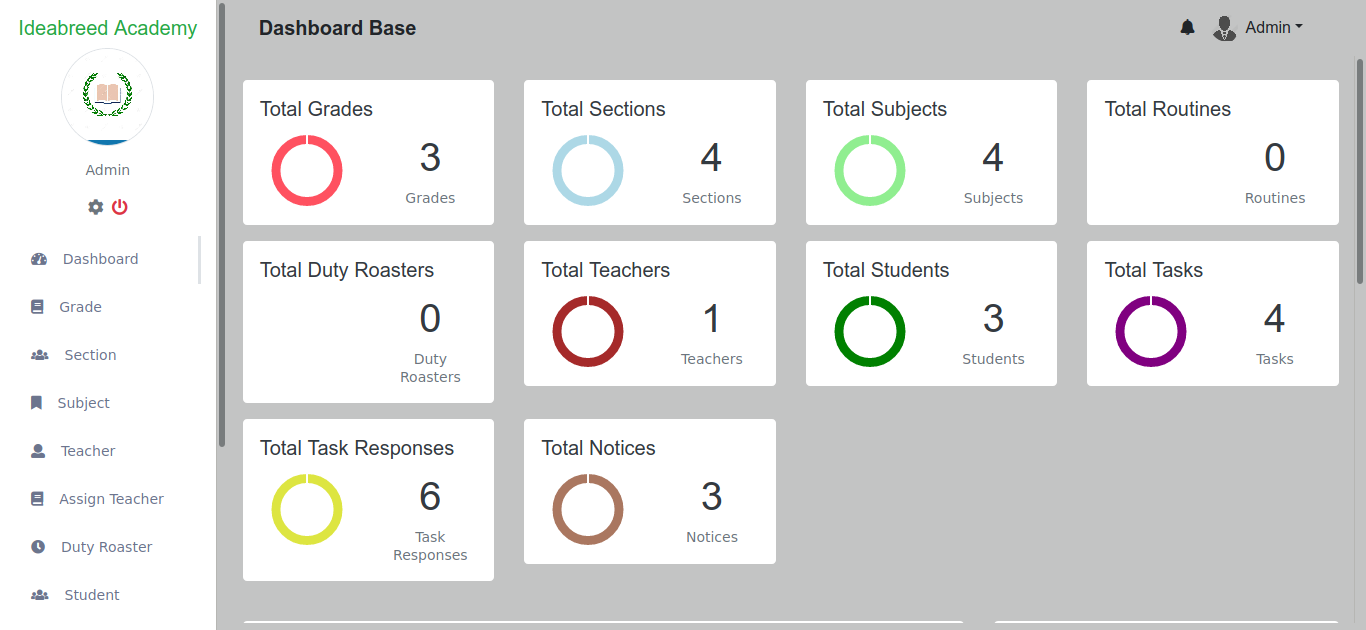 Ideabreed Academy
Admin
Dashboard
Grade
Section
Subject
Teacher
Assign Teacher
Duty Roaster
Student
Dashboard Base
Admin
Total Grades
3
Grades
Total Sections
4
Sections
Total Subjects
4
Subjects
Total Routines
0
Routines
Total Duty Roasters
0
Duty
Roasters
Total Teachers
1
Teachers
Total Students
3
Students
Total Tasks
4
Tasks
Total Task Responses
6
Task
Responses
Total Notices
3
Notices